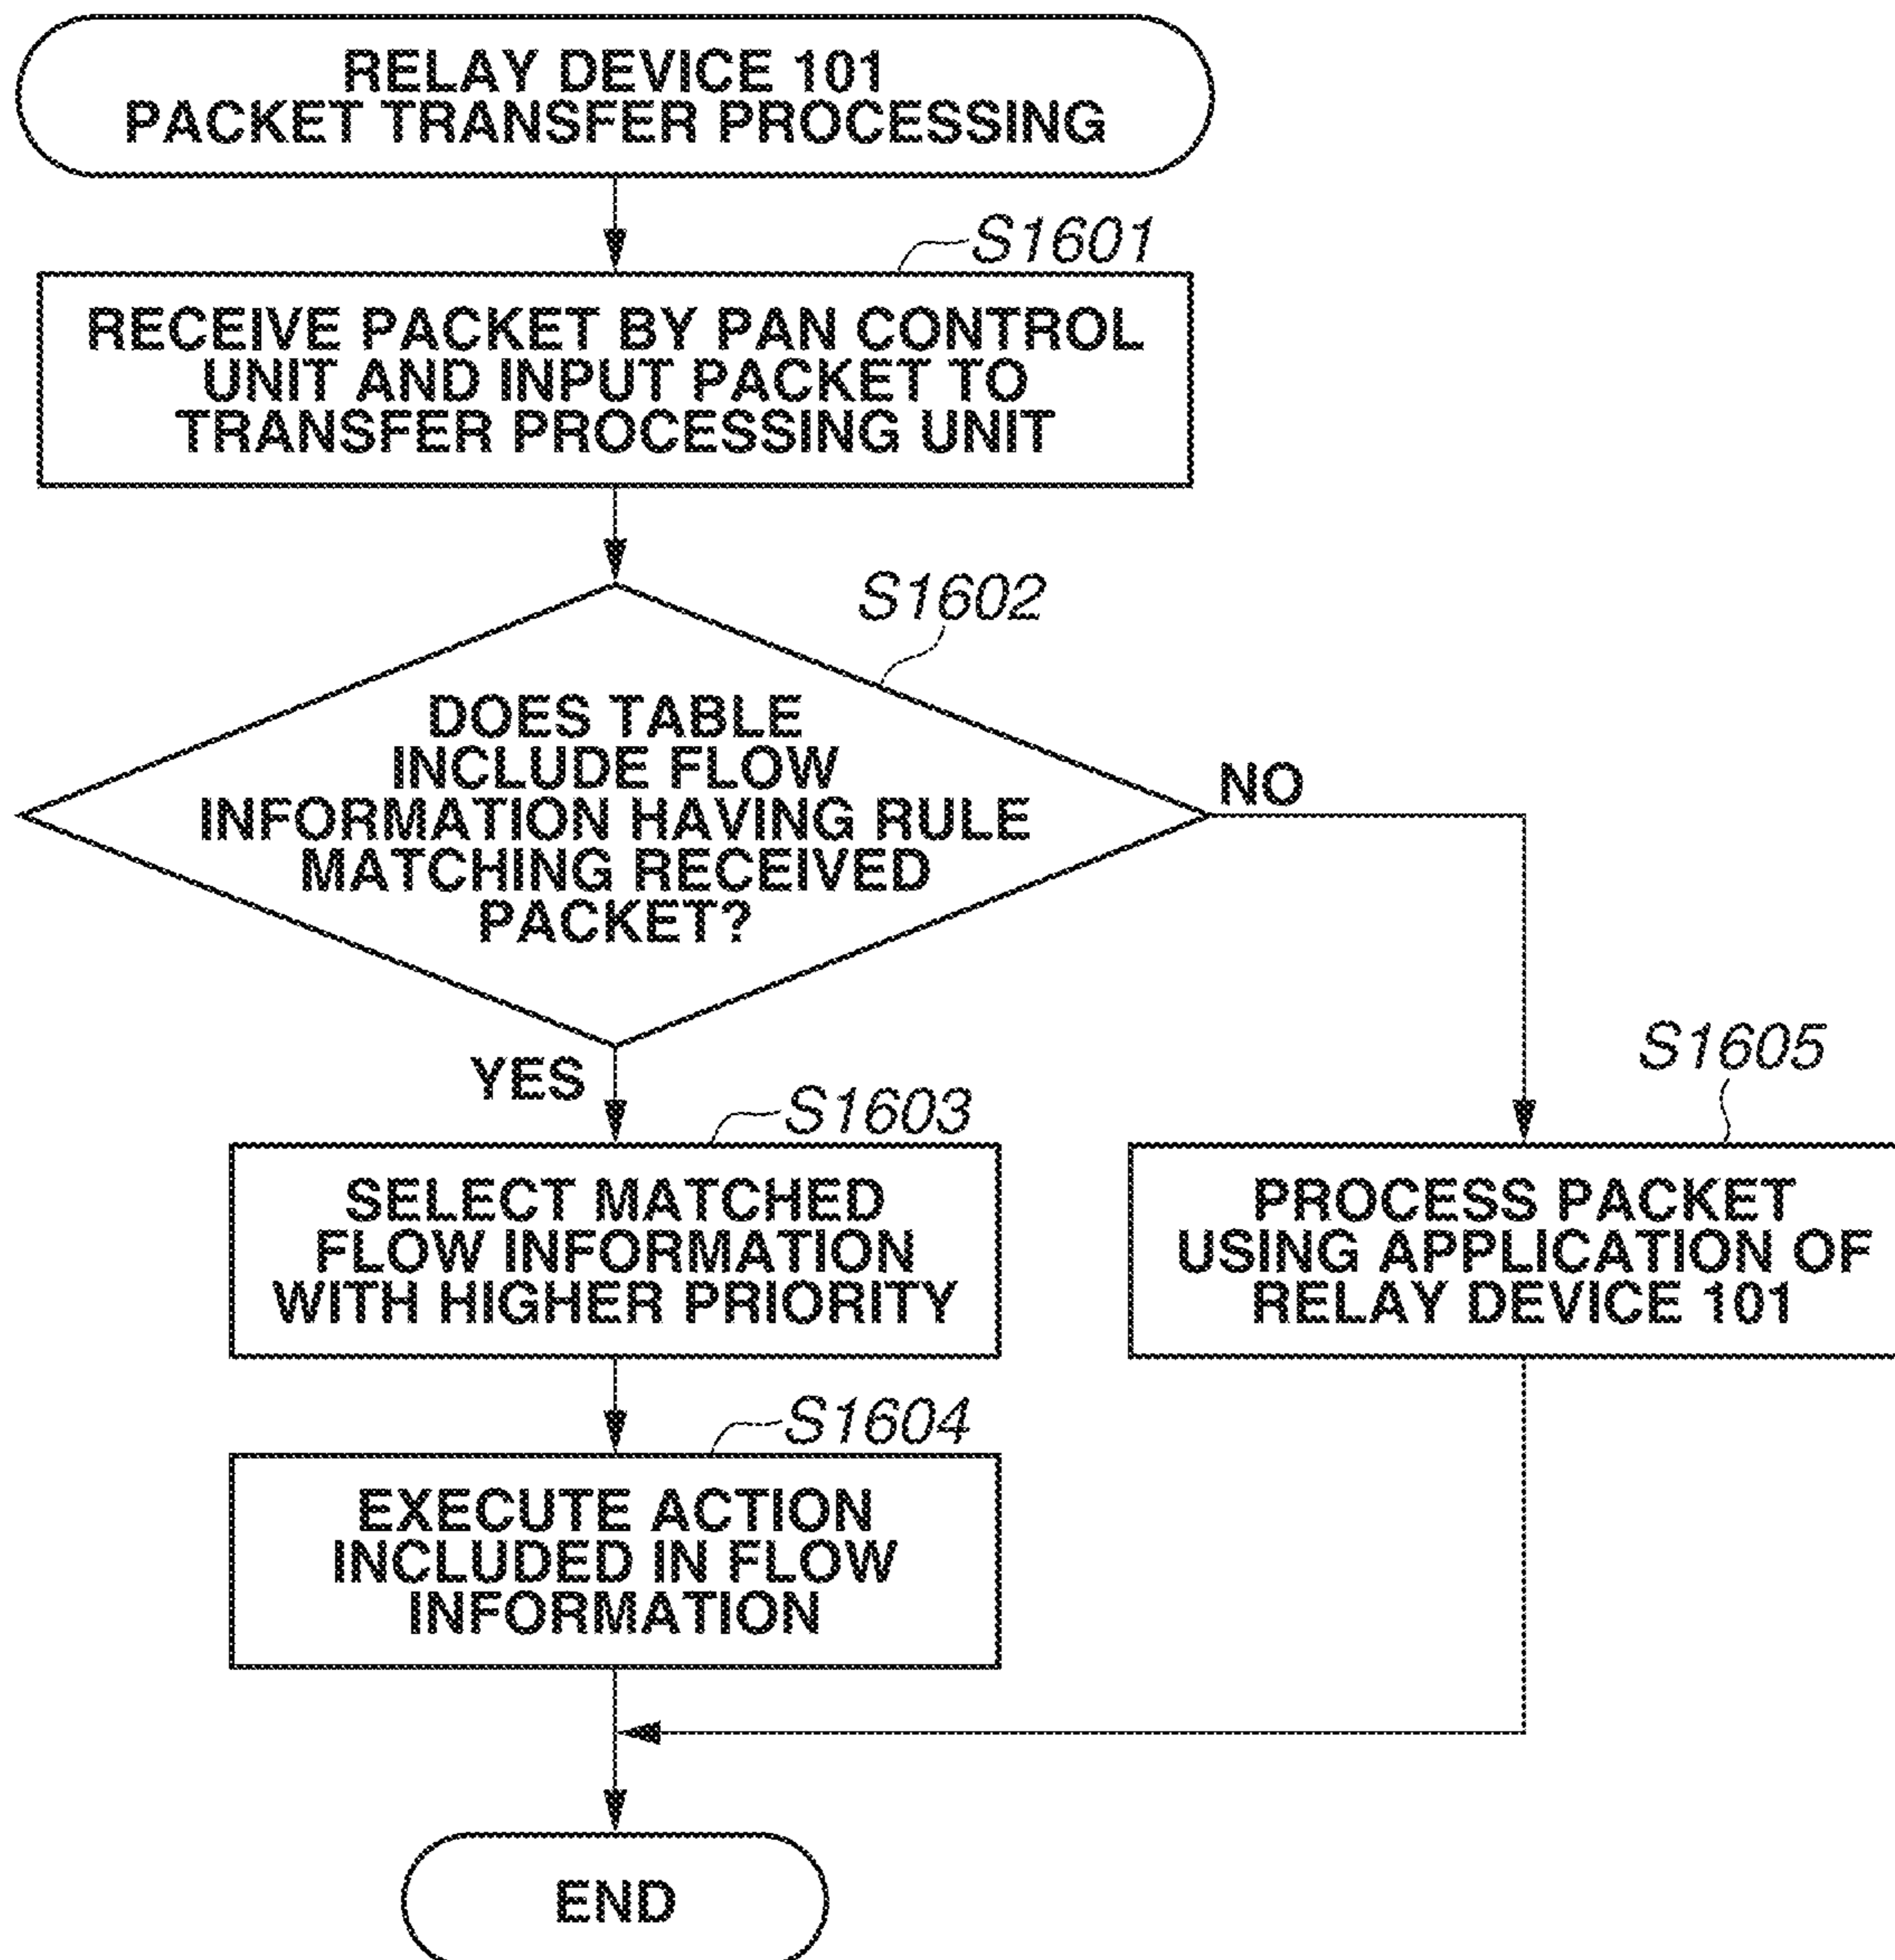 RELAY DEVICE 101
PACKET TRANSFER PROCESSING
S1601
RECEIVE PACKET BY PAN CONTROL
UNIT AND INPUT PACKET TO
TRANSFER PROCESSING UNIT
S1602
DOES TABLE
INCLUDE FLOW
INFORMATION HAVING RULE
MATCHING RECEIVED
PACKET?
NO
YES
S1603
SELECT MATCHED
FLOW INFORMATION
WITH HIGHER PRIORITY
S1605
PROCESS PACKET
USING APPLICATION OF
RELAY DEVICE 101
S1604
EXECUTE ACTION
INCLUDED IN FLOW
INFORMATION
END